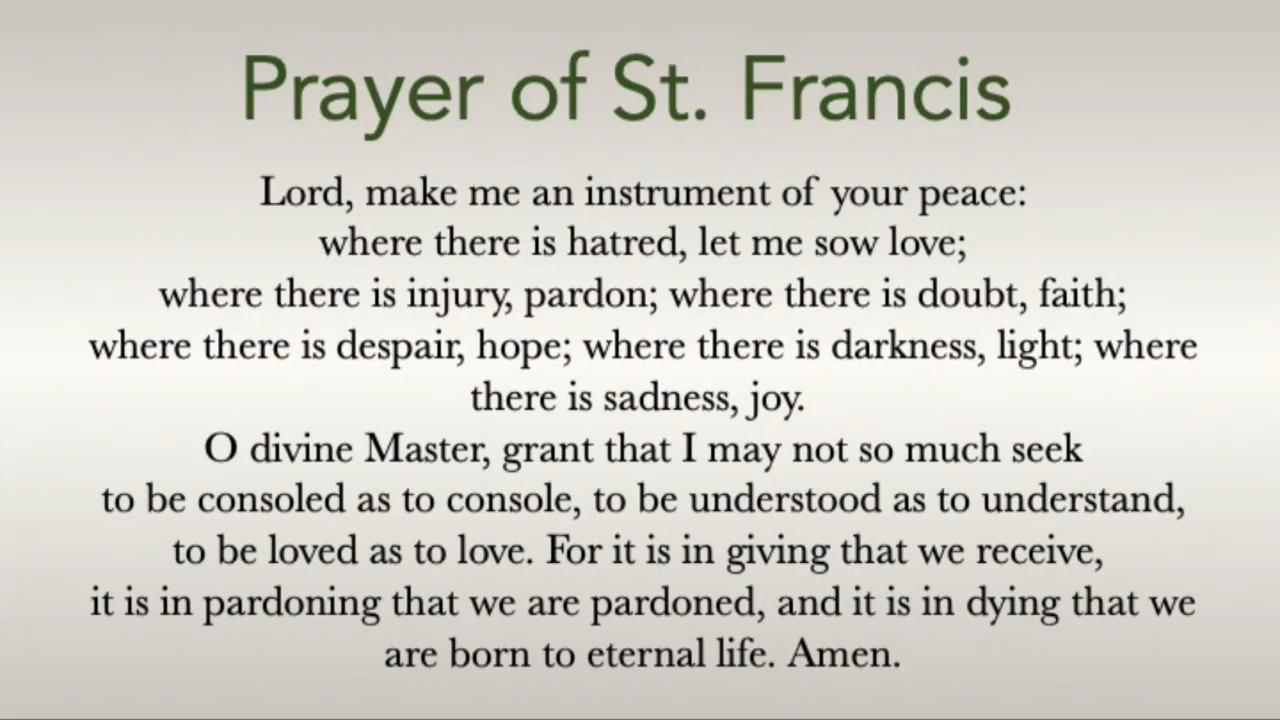 Prayer of St. Francis
Lord, make me an instrument of your peace:
where there is hatred, let me sow love;
where there is injury, pardon; where there is doubt, faith;
where there is despair, hope; where there is darkness, light; where
there is sadness, joy.
O divine Master, grant that I may not so much seek
to be consoled as to console, to be understood as to understand,
to be loved as to love. For it is in giving that we receive,
it is in pardoning that we are pardoned, and it is in dying that we
are born to eternal life. Amen.